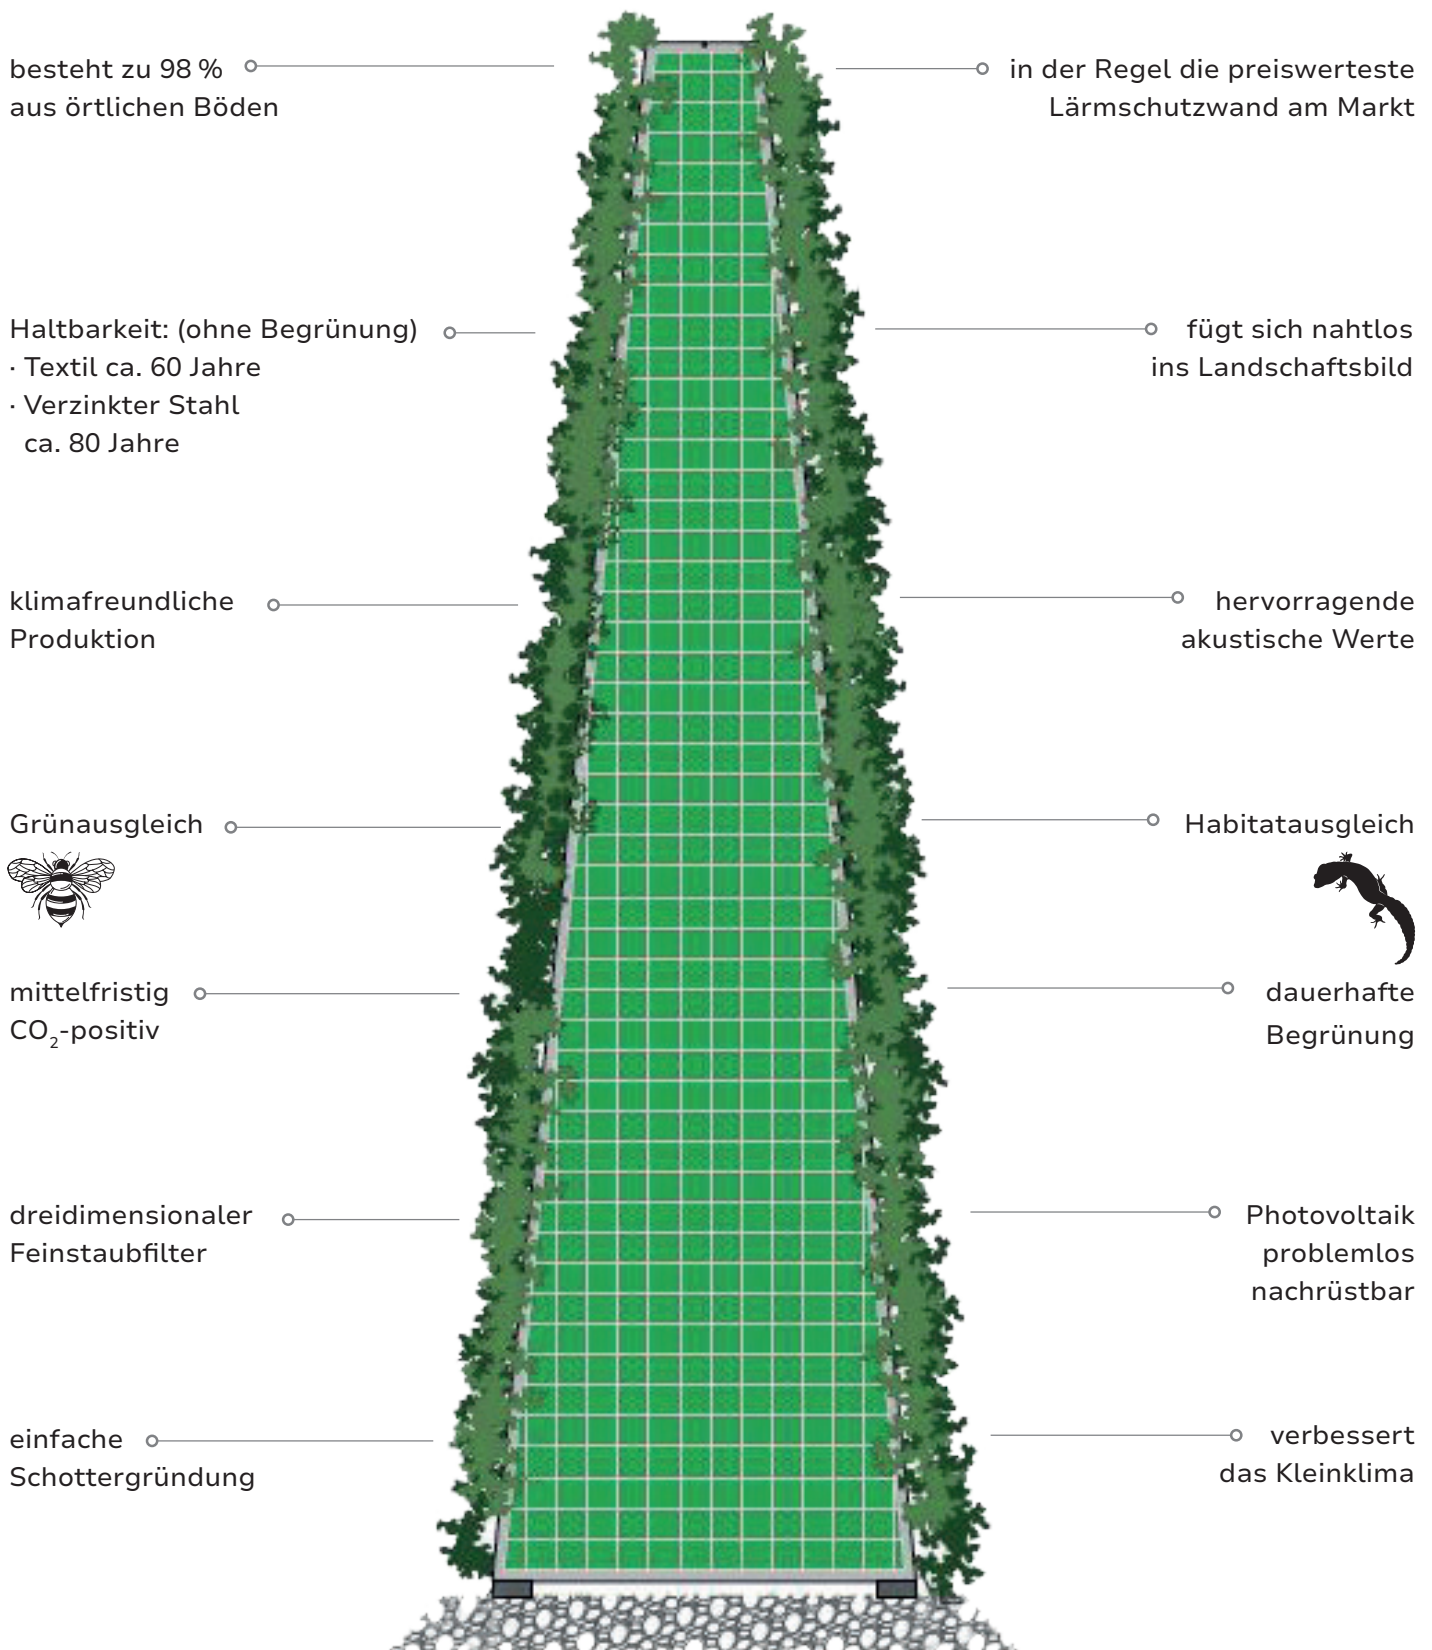 besteht zu 98 %
aus örtlichen Böden
in der Regel die preiswerteste
Lärmschutzwand am Markt
Haltbarkeit: (ohne Begrünung)
· Textil ca. 60 Jahre
· Verzinkter Stahl
ca. 80 Jahre
fügt sich nahtlos
ins Landschaftsbild
klimafreundliche
Produktion
hervorragende
akustische Werte
Grünausgleich
Habitatausgleich
mittelfristig
CO₂-positiv
dauerhafte
Begrünung
dreidimensionaler
Feinstaubfilter
Photovoltaik
problemlos
nachrüstbar
einfache
Schottergründung
verbessert
das Kleinklima